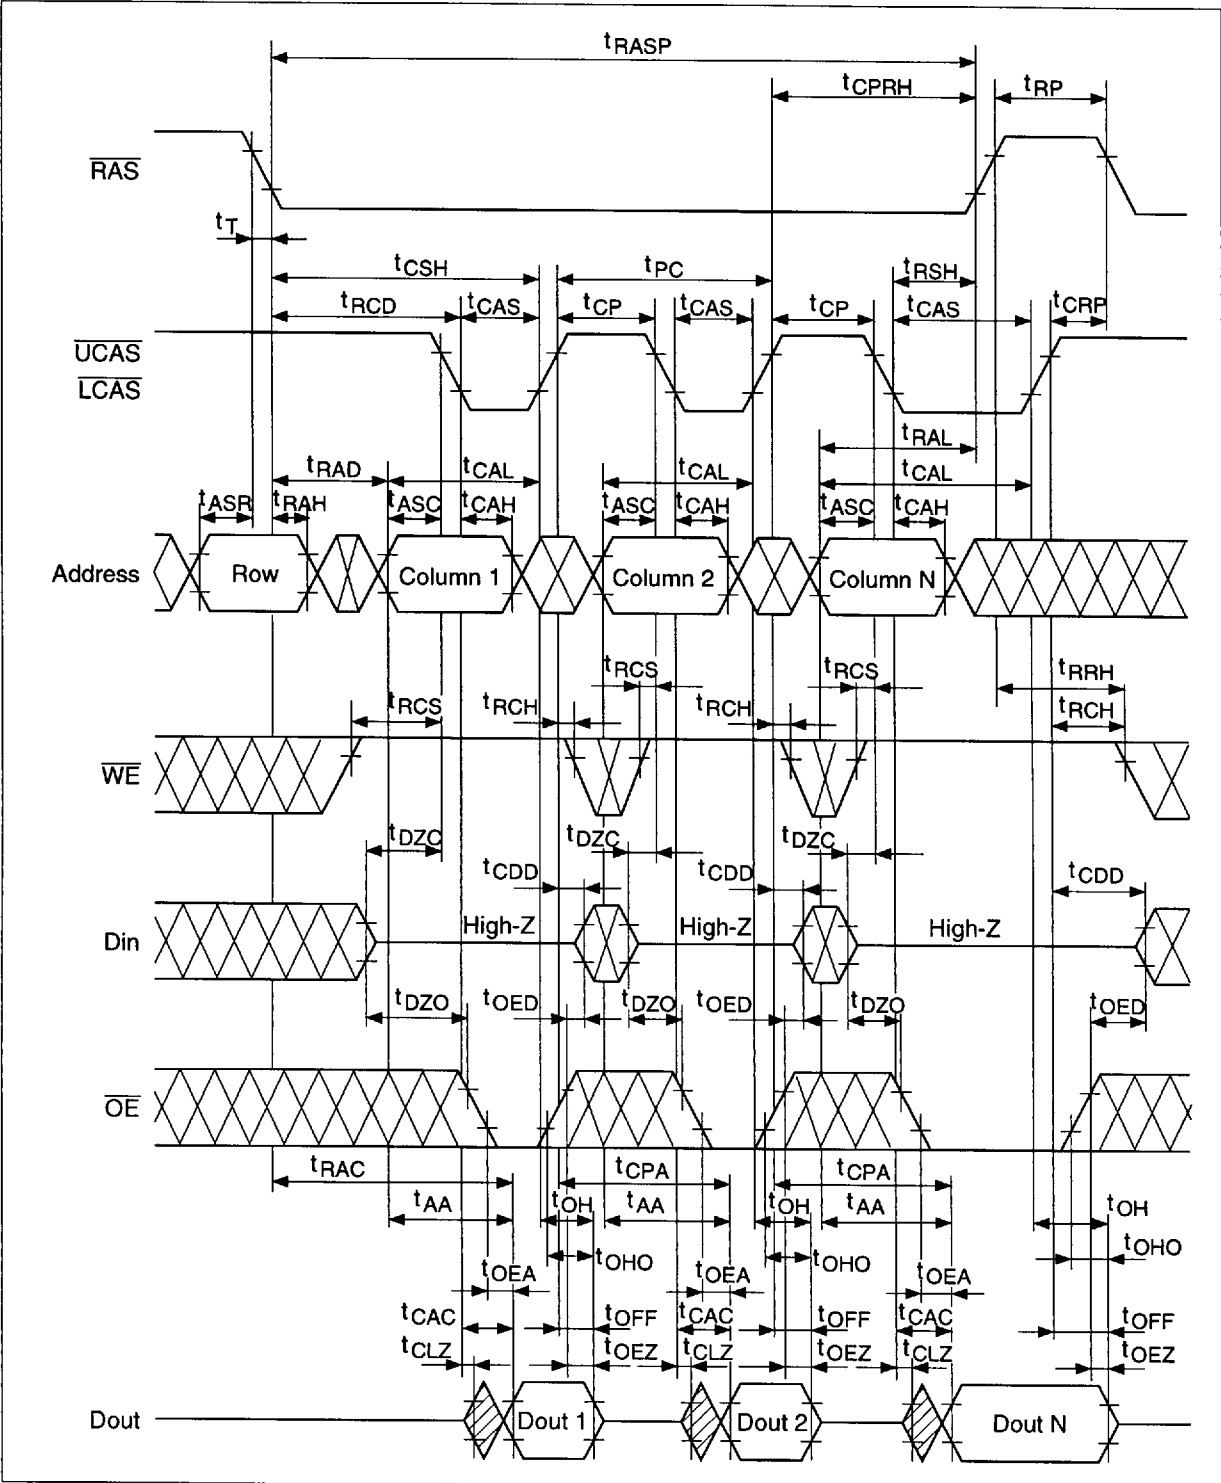 tRASP
tCPRH tRP
RAS
tT
tCSH tPC tRSH
tRCD tCAS tCP tCAS tCP tCAS tCRP
UCAS
LCAS
tRAL
tRAD tCAL tCAL tCAL
tASR tRAH tASC tCAH tASC tCAH tASC tCAH
Address Row Column 1 Column 2 Column N
tRCS tRCS tRRH
tRCS tRCH tRCH tRCH
WE
tDZC tDZC tDZC
tCDD tCDD tCDD
Din High-Z High-Z High-Z
tDZO tOED tDZO tOED tDZO tOED
OE
tRAC tCPA tCPA
tAA tOH tAA tOH tAA tOH
tOHO tOHO tOHO
tOEA tOEA tOEA
tCAC tOFF tCAC tOFF tCAC tOFF
tCLZ tOEZ tCLZ tOEZ tCLZ tOEZ
Dout Dout 1 Dout 2 Dout N